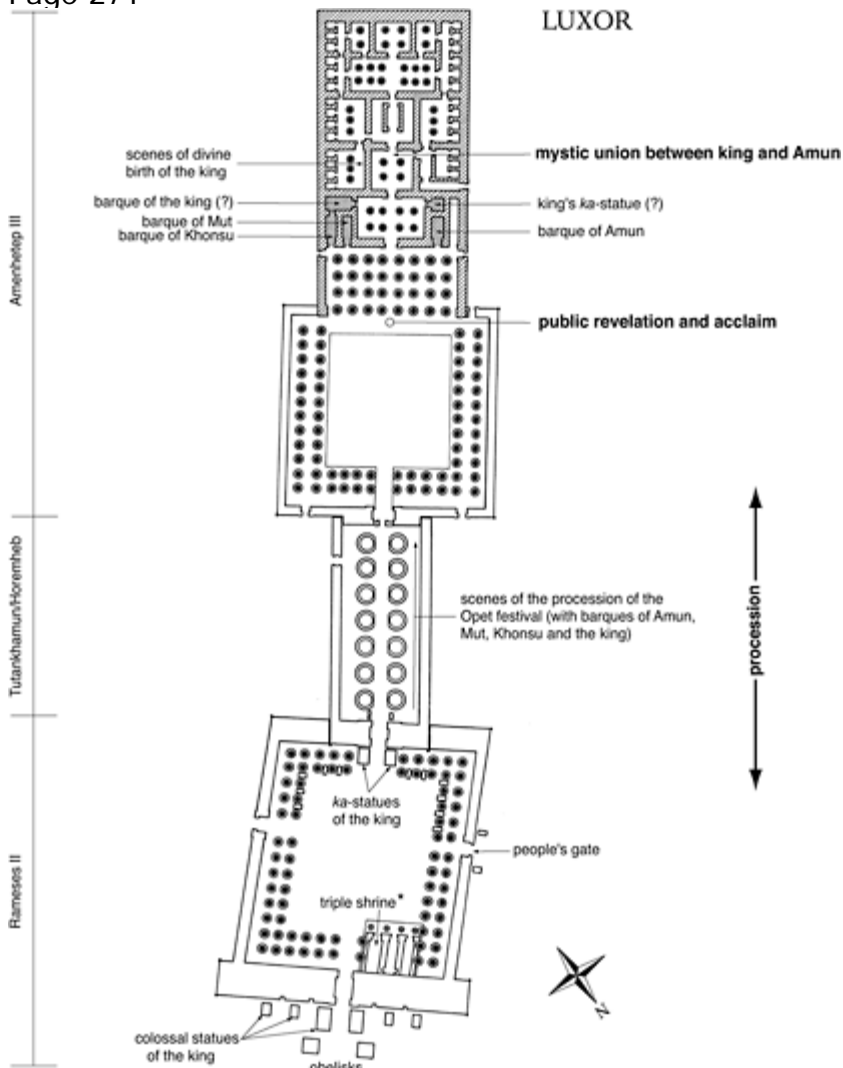 Page 271
LUXOR
scenes of divine
birth of the king
mystic union between king and Amun
barque of the king (?)
king's ka-statue (?)
barque of Mut
barque of Khonsu
barque of Amun
Amenhetep III
public revelation and acclaim
Tutankhamun/Horemheb
scenes of the procession of the
Opet festival (with barques of Amun,
Mut, Khonsu and the king)
procession
ka-statues
of the king
people's gate
Rameses II
triple shrine*
N
colossal statues
of the king
obelisks